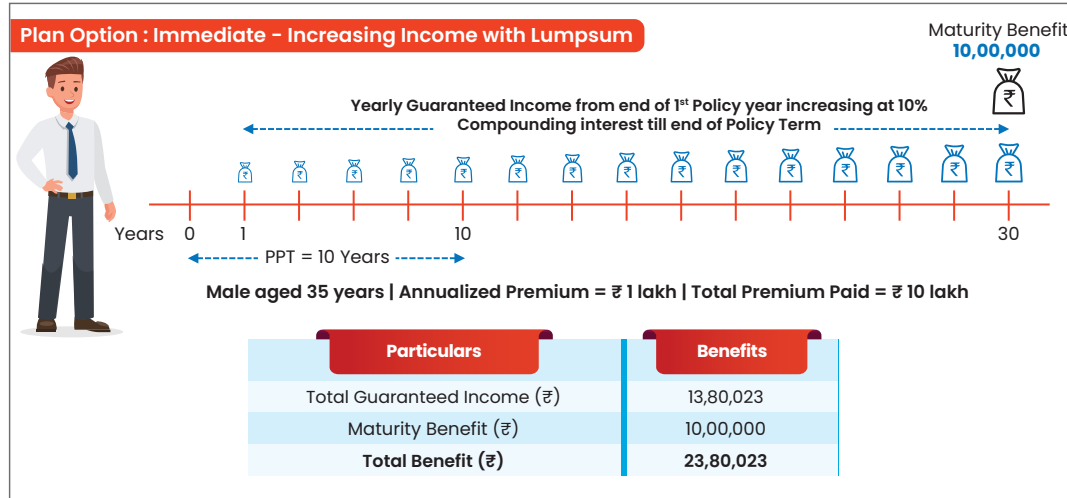 Plan Option : Immediate - Increasing Income with Lumpsum
Maturity Benefit
10,00,000
₹
Yearly Guaranteed Income from end of 1st Policy year increasing at 10%
Compounding interest till end of Policy Term
₹ ₹ ₹ ₹ ₹ ₹ ₹ ₹ ₹ ₹ ₹ ₹ ₹ ₹ ₹
Years 0 1 10 30
PPT = 10 Years
Male aged 35 years | Annualized Premium = ₹ 1 lakh | Total Premium Paid = ₹ 10 lakh
Particulars Benefits
Total Guaranteed Income (₹) 13,80,023
Maturity Benefit (₹) 10,00,000
Total Benefit (₹) 23,80,023